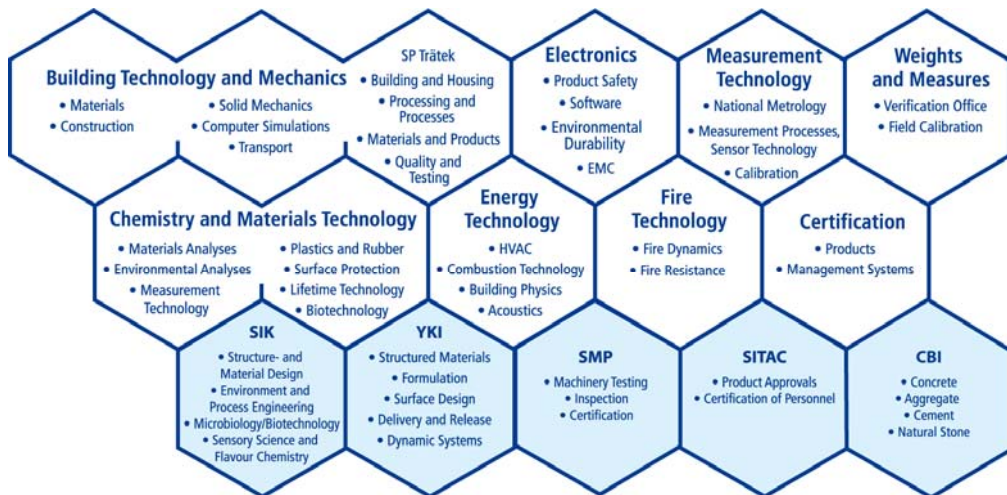 Building Technology and Mechanics
• Materials
• Construction
• Solid Mechanics
• Computer Simulations
• Transport
SP Trätek
• Building and Housing
• Processing and
Processes
• Materials and Products
• Quality and
Testing
Electronics
• Product Safety
• Software
• Environmental
Durability
• EMC
Measurement
Technology
• National Metrology
• Measurement Processes,
Sensor Technology
• Calibration
Weights
and Measures
• Verification Office
• Field Calibration
Chemistry and Materials Technology
• Materials Analyses
• Environmental Analyses
• Measurement
Technology
• Plastics and Rubber
• Surface Protection
• Lifetime Technology
• Biotechnology
Energy
Technology
• HVAC
• Combustion Technology
• Building Physics
• Acoustics
Fire
Technology
• Fire Dynamics
• Fire Resistance
Certification
• Products
• Management Systems
SIK
• Structure- and
Material Design
• Environment and
Process Engineering
• Microbiology/Biotechnology
• Sensory Science and
Flavour Chemistry
YKI
• Structured Materials
• Formulation
• Surface Design
• Delivery and Release
• Dynamic Systems
SMP
• Machinery Testing
• Inspection
• Certification
SITAC
• Product Approvals
• Certification of Personnel
CBI
• Concrete
• Aggregate
• Cement
• Natural Stone